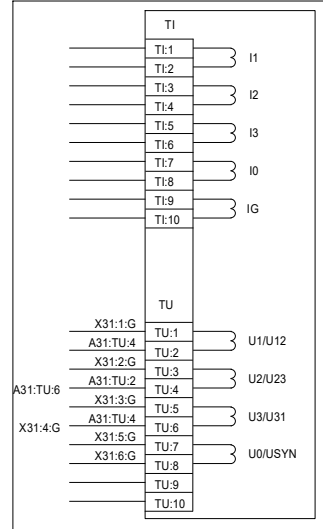 TI
TI:1
TI:2
I1
TI:3
TI:4
I2
TI:5
TI:6
I3
TI:7
TI:8
I0
TI:9
TI:10
IG
TU
X31:1:G TU:1
A31:TU:4 TU:2
U1/U12
X31:2:G TU:3
A31:TU:6 A31:TU:2 TU:4
U2/U23
X31:3:G TU:5
X31:4:G A31:TU:4 TU:6
U3/U31
X31:5:G TU:7
X31:6:G TU:8
U0/USYN
TU:9
TU:10